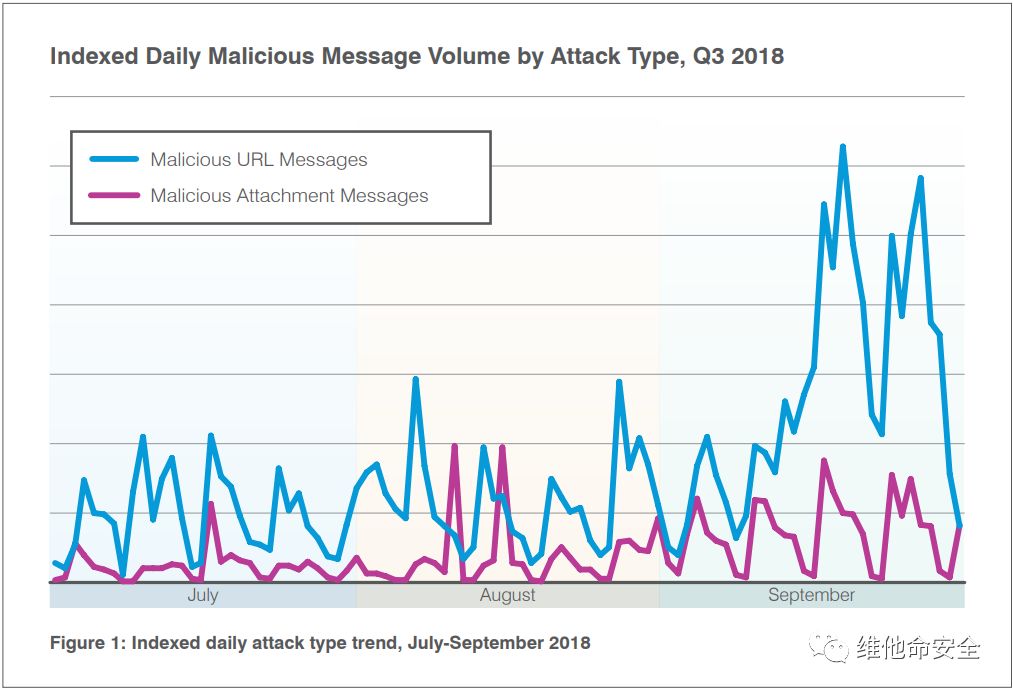 Indexed Daily Malicious Message Volume by Attack Type, Q3 2018
Malicious URL Messages
Malicious Attachment Messages
July August September
Figure 1: Indexed daily attack type trend, July-September 2018
维他命安全